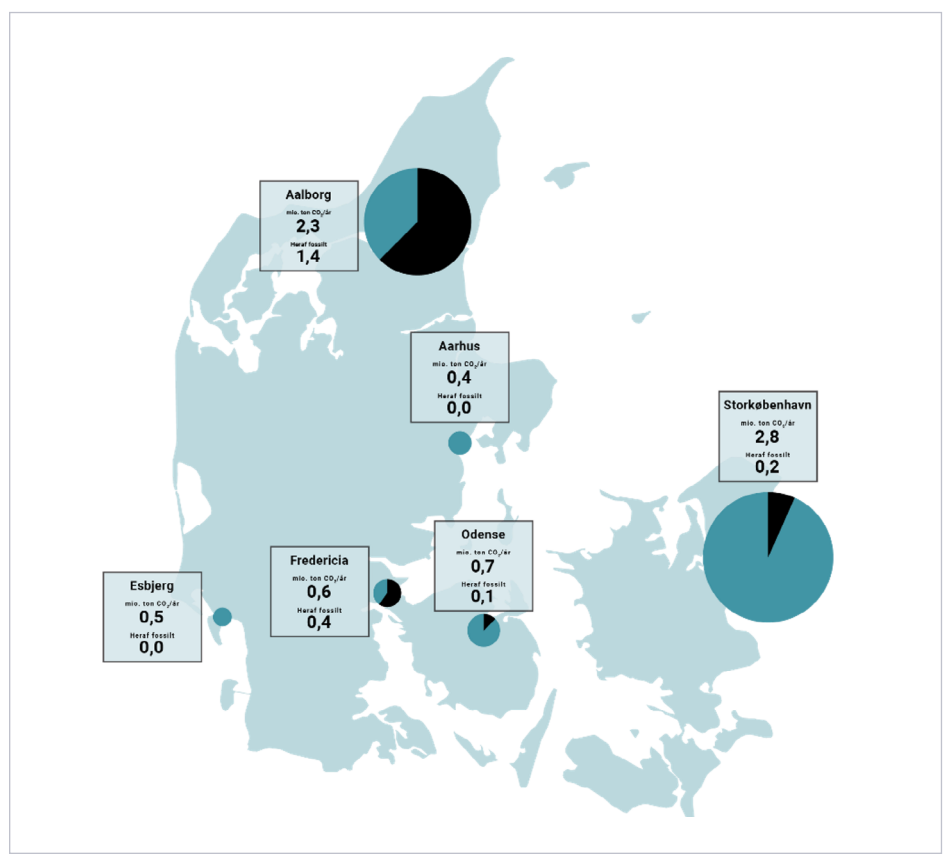 Aalborg
mio. ton CO₂/år
2,3
Heraf fossilt
1,4
Aarhus
mio. ton CO₂/år
0,4
Heraf fossilt
0,0
Storkøbenhavn
mio. ton CO₂/år
2,8
Heraf fossilt
0,2
Odense
mio. ton CO₂/år
0,7
Heraf fossilt
0,1
Fredericia
mio. ton CO₂/år
0,6
Heraf fossilt
0,4
Esbjerg
mio. ton CO₂/år
0,5
Heraf fossilt
0,0